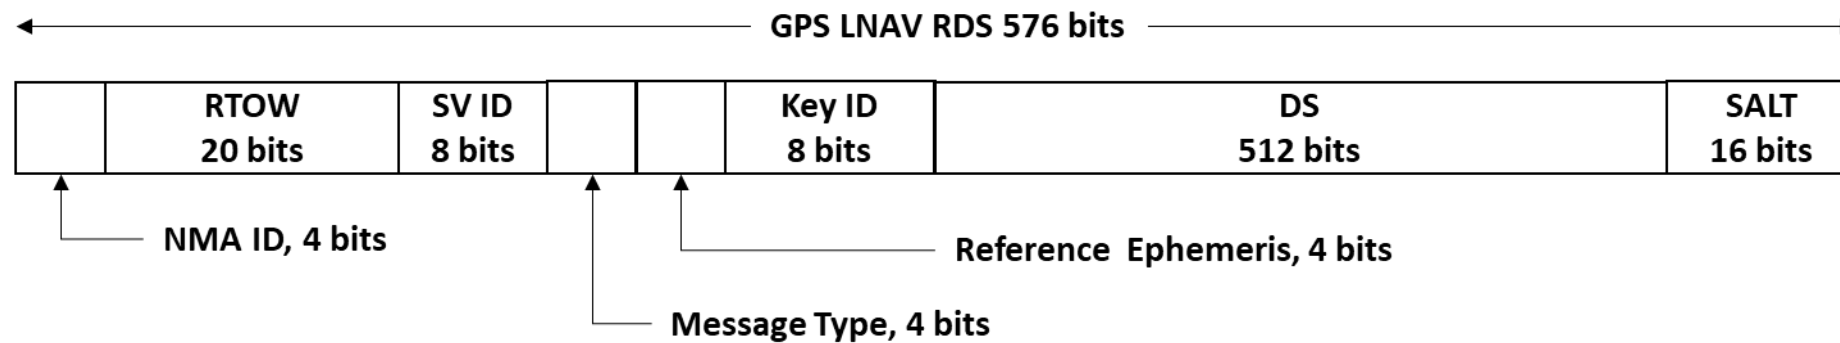 GPS LNAV RDS 576 bits
RTOW SV ID Key ID DS SALT
20 bits 8 bits 8 bits 512 bits 16 bits
NMA ID, 4 bits
Reference Ephemeris, 4 bits
Message Type, 4 bits